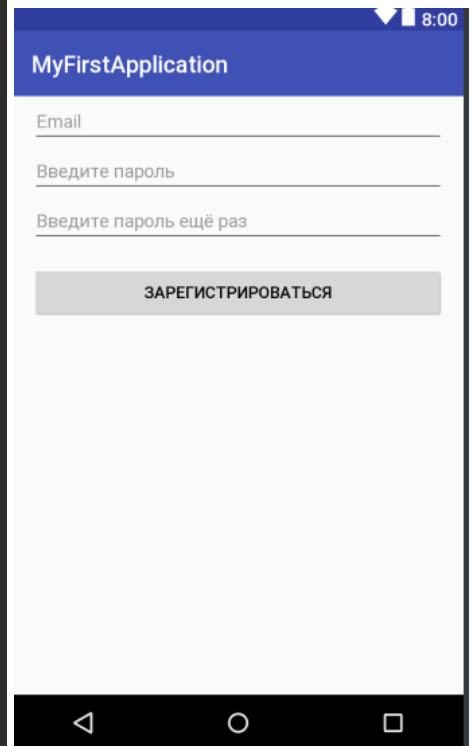 8:00
MyFirstApplication
Email
Введите пароль
Введите пароль ещё раз
ЗАРЕГИСТРИРОВАТЬСЯ